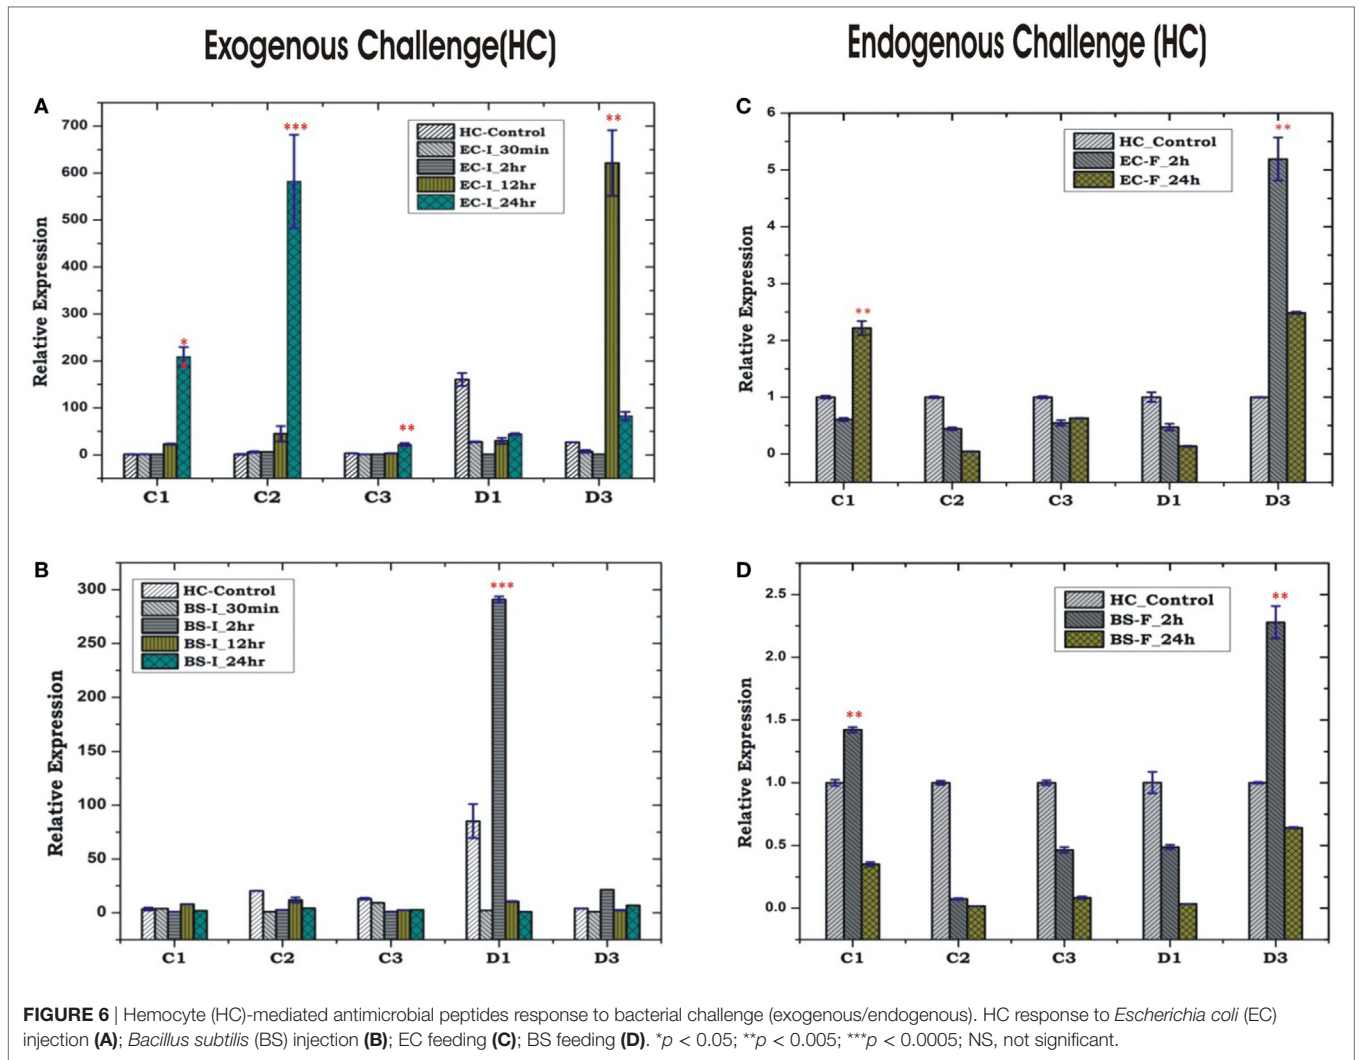 Exogenous Challenge(HC)
Endogenous Challenge (HC)
A
700
600
500
400
300
200
100
0
Relative Expression
HC-Control
EC-I_30min
EC-I_2hr
EC-I_12hr
EC-I_24hr
*
*
***
**
**
C1 C2 C3 D1 D3
C
6
5
4
2
1
0
Relative Expression
HC_Control
EC-F_2h
EC-F_24h
**
**
C1 C2 C3 D1 D3
B
300
250
200
150
100
50
0
Relative Expression
HC-Control
BS-I_30min
BS-I_2hr
BS-I_12hr
BS-I_24hr
***
C1 C2 C3 D1 D3
D
2.5
2.0
1.5
1.0
0.5
0.0
Relative Expression
HC_Control
BS-F_2h
BS-F_24h
**
**
C1 C2 C3 D1 D3
FIGURE 6 | Hemocyte (HC)-mediated antimicrobial peptides response to bacterial challenge (exogenous/endogenous). HC response to Escherichia coli (EC)
injection (A); Bacillus subtilis (BS) injection (B); EC feeding (C); BS feeding (D). *p < 0.05; **p < 0.005; ***p < 0.0005; NS, not significant.